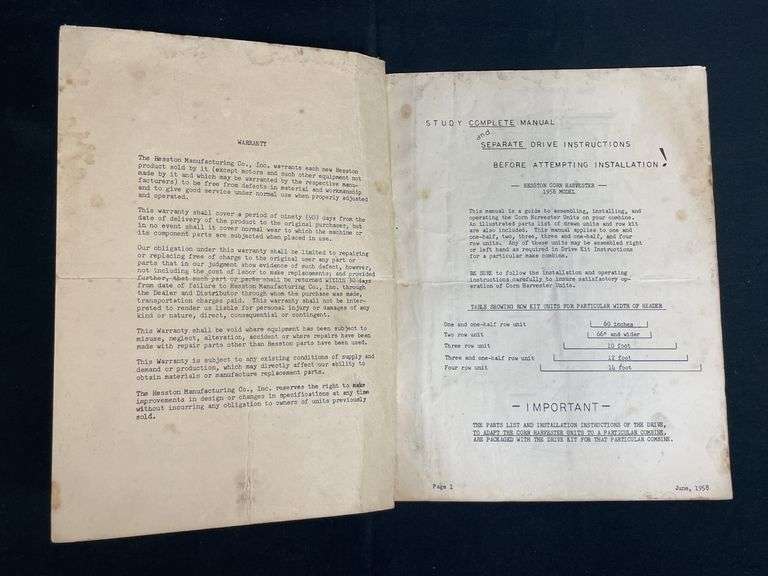 WARRANTY
The Hesston Manufacturing Co., Inc. warrants each new Hesston
product sold by it (except motors and such other equipment not
made by it and which may be warranted by the respective manu-
facturers) to be free from defects in material and workmanship
and to give good service under normal use when properly adjusted
and operated.
This warranty shall cover a period of ninety (90) days from the
date of delivery of the product to the original purchaser, but
in no event shall it cover normal wear to which the machine or
its component parts are subjected when placed in use.
Our obligation under this warranty shall be limited to repairing
or replacing free of charge to the original user any part or
parts that in our judgment show evidence of such defect, however,
not including the cost of labor to make replacements; and provided
further, that such part or parts shall be returned within 30 days
from date of failure to Hesston Manufacturing Co., Inc. through
the Dealer and Distributor through whom the purchase was made,
transportation charges paid. This warranty shall not be inter-
preted to render us liable for personal injury or damages of any
kind or nature, direct, consequential or contingent.
This Warranty shall be void where equipment has been subject to
misuse, neglect, alteration, accident or where repairs have been
made with repair parts other than Hesston parts have been used.
This Warranty is subject to any existing conditions of supply and
demand or production, which may directly affect our ability to
obtain materials or manufacture replacement parts.
The Hesston Manufacturing Co., Inc. reserves the right to make
improvements in design or changes in specifications at any time
without incurring any obligation to owners of units previously
sold.
STUDY COMPLETE MANUAL
and
SEPARATE DRIVE INSTRUCTIONS
BEFORE ATTEMPTING INSTALLATION!
— HESSTON CORN HARVESTER —
1958 MODEL
This manual is a guide to assembling, installing, and
operating the Corn Harvester Units on your combine.
An illustrated parts list of drawn units and row kit
are also included. This manual applies to one and
one-half, two, three, three and one-half, and four
row units. Any of these units may be assembled right
or left hand as required in Drive Kit Instructions
for a particular make combine.
BE SURE to follow the installation and operating
instructions carefully to insure satisfactory op-
eration of Corn Harvester Units.
TABLE SHOWING ROW KIT UNITS FOR PARTICULAR WIDTH OF HEADER
One and one-half row unit 60 inches
Two row unit 66" and wider
Three row unit 10 foot
Three and one-half row unit 12 foot
Four row unit 14 foot
— IMPORTANT —
THE PARTS LIST AND INSTALLATION INSTRUCTIONS OF THE DRIVE,
TO ADAPT THE CORN HARVESTER UNITS TO A PARTICULAR COMBINE,
ARE PACKAGED WITH THE DRIVE KIT FOR THAT PARTICULAR COMBINE.
Page 1 June, 1958